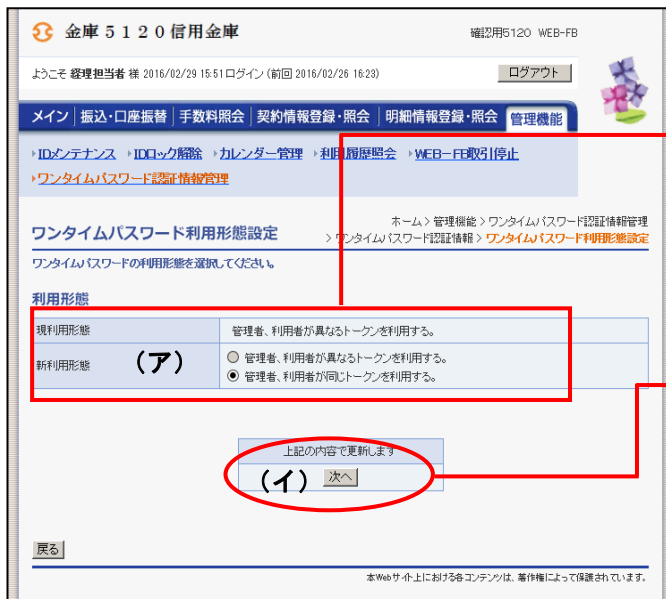 金庫5120信用金庫
確認用5120 WEB-FB
ようこそ 経理担当者 様 2016/02/29 15:51ログイン (前回 2016/02/26 16:23)
ログアウト
メイン 振込・口座振替 手数料照会 契約情報登録・照会 明細情報登録・照会 管理機能
IDメンテナンス IDロック解除 カレンダー管理 利用履歴照会 WEB-FB取引停止
ワンタイムパスワード認証情報管理
ワンタイムパスワード利用形態設定
ホーム > 管理機能 > ワンタイムパスワード認証情報管理
> ワンタイムパスワード認証情報 > ワンタイムパスワード利用形態設定
ワンタイムパスワードの利用形態を選択してください。
利用形態
現利用形態 管理者、利用者が異なるトークンを利用する。
新利用形態 (ア) 管理者、利用者が異なるトークンを利用する。
管理者、利用者が同じトークンを利用する。
上記の内容で更新します
(イ) 次へ
戻る
本Webサイト上における各コンテンツは、著作権によって保護されています。